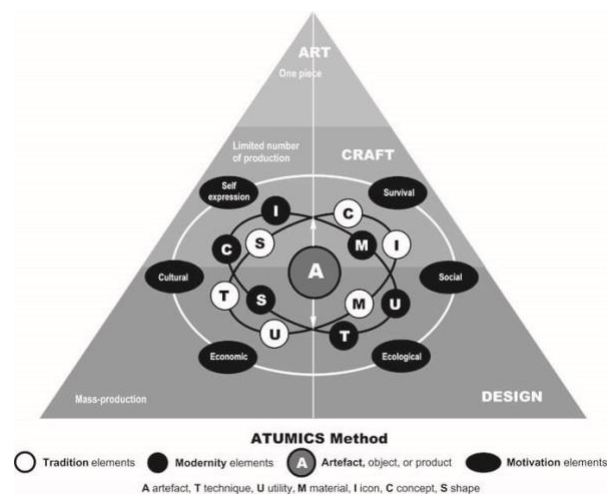 ART
One piece
Limited number
of production
CRAFT
Self
expression
Survival
I
C
C
S
M
I
A
Cultural
Social
T
S
M
U
U
T
Economic
Ecological
Mass-production
DESIGN
ATUMICS Method
Tradition elements
Modernity elements
A
Artefact, object, or product
Motivation elements
A artefact, T technique, U utility, M material, I icon, C concept, S shape